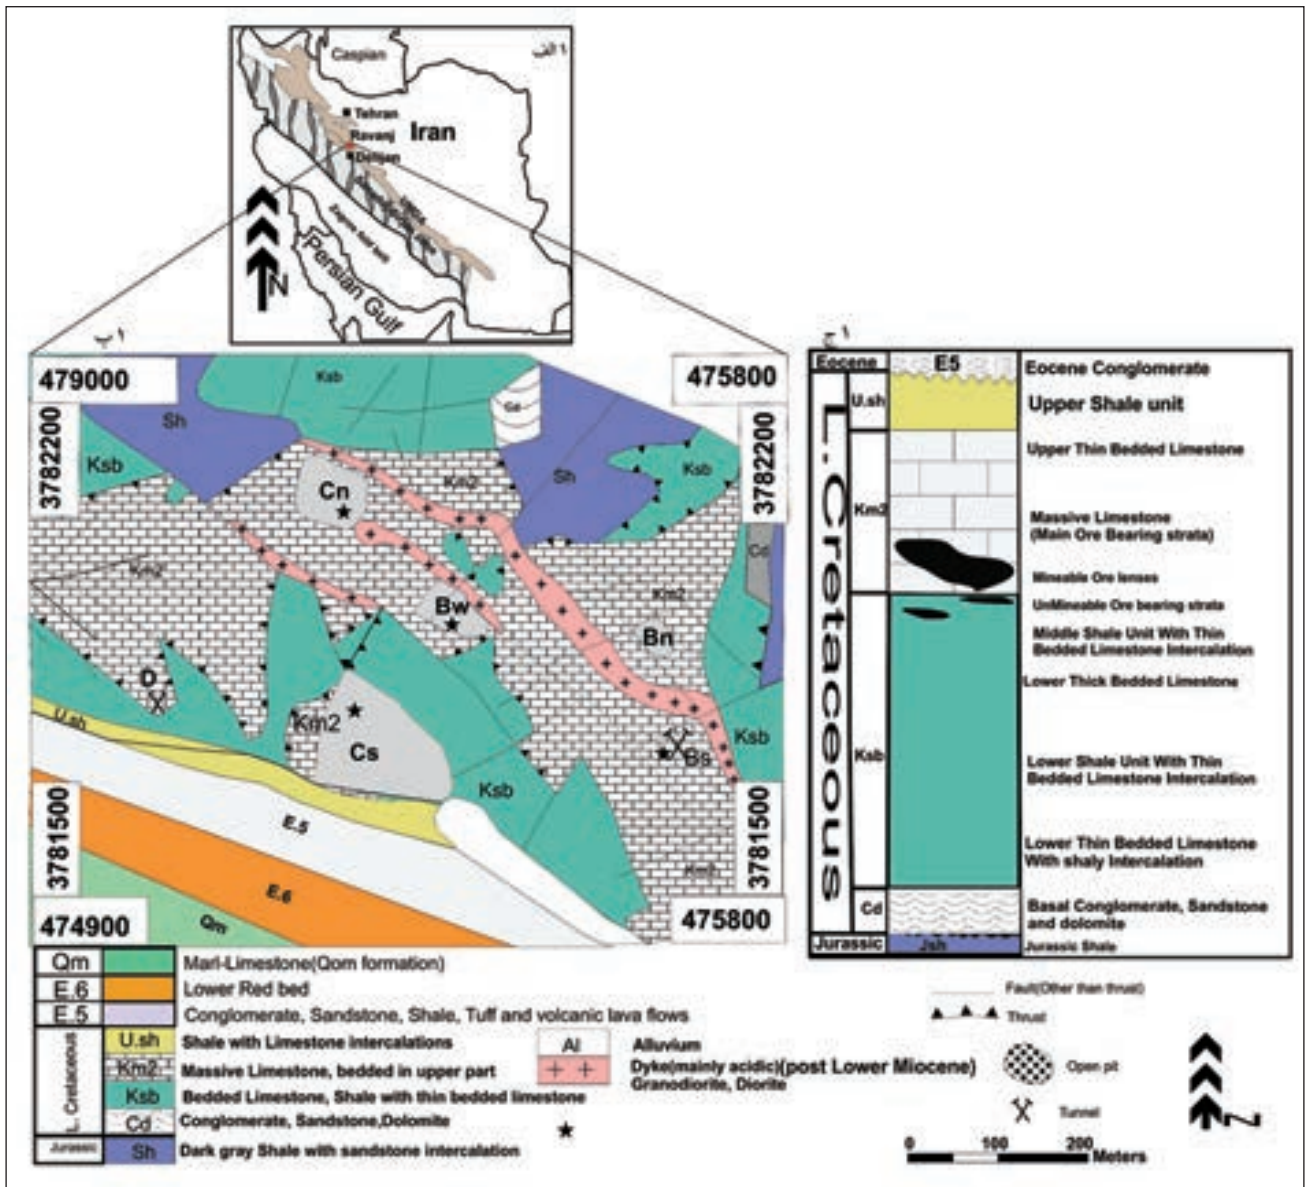 الف
Caspian
Tehran
Ravanj
Iran
Delijan
Zagros fold belt
Persian Gulf
N
479000
475800
3782200
3782200
Ksb
Sh
Ksb
Cd
Sh
Ksb
Cn
Km2
Km2
Cd
Km2
Bw
Bn
D
Km2
Cs
Bs
Ksb
Ksb
U.sh
E.5
E.6
Qm
Km2
3781500
3781500
474900
475800
ج ۱
Eocene
E5
Eocene Conglomerate
L.Cretaceous
U.sh
Upper Shale unit
Upper Thin Bedded Limestone
Km2
Massive Limestone
(Main Ore Bearing strata)
Mineable Ore lenses
UnMineable Ore bearing strata
Middle Shale Unit With Thin
Bedded Limestone Intercalation
Lower Thick Bedded Limestone
Ksb
Lower Shale Unit With Thin
Bedded Limestone Intercalation
Lower Thin Bedded Limestone
With shaly Intercalation
Cd
Basal Conglomerate, Sandstone
and dolomite
Jurassic
Jsh
Jurassic Shale
Qm
Marl-Limestone(Qom formation)
E.6
Lower Red bed
E.5
Conglomerate, Sandstone, Shale, Tuff and volcanic lava flows
L. Cretaceous
U.sh
Shale with Limestone intercalations
Km2
Massive Limestone, bedded in upper part
Ksb
Bedded Limestone, Shale with thin bedded limestone
Cd
Conglomerate, Sandstone,Dolomite
Jurassic
Sh
Dark gray Shale with sandstone intercalation
Al
Alluvium
Dyke(mainly acidic)(post Lower Miocene)
Granodiorite, Diorite
Fault(Other than thrust)
Thrust
Open pit
Tunnel
N
0 100 200
Meters